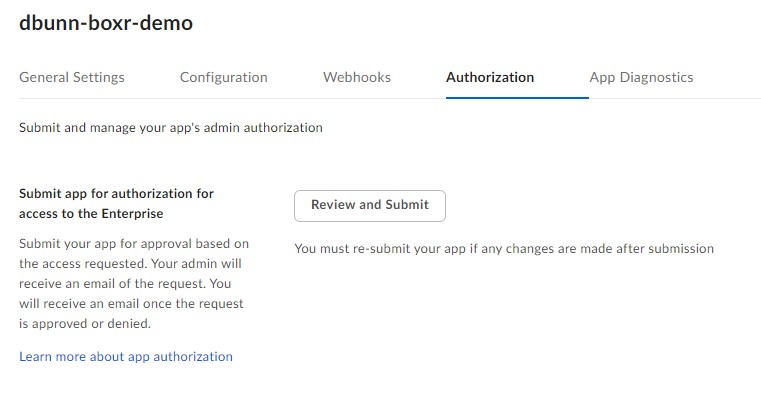 dbunn-boxr-demo
General Settings Configuration Webhooks Authorization App Diagnostics
Submit and manage your app's admin authorization
Submit app for authorization for
access to the Enterprise
Submit your app for approval based on
the access requested. Your admin will
receive an email of the request. You
will receive an email once the request
is approved or denied.
Learn more about app authorization
Review and Submit
You must re-submit your app if any changes are made after submission